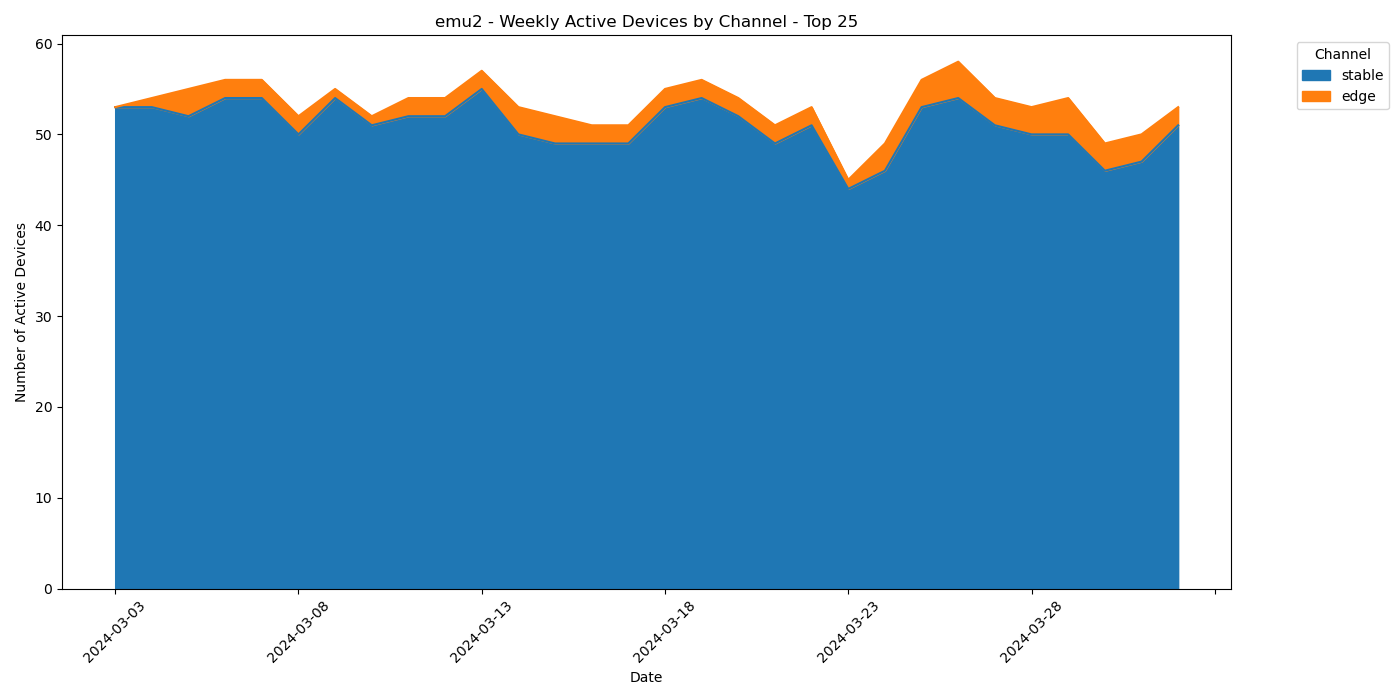 emu2 - Weekly Active Devices by Channel - Top 25
Number of Active Devices
60
50
40
30
20
10
0
2024-03-03
2024-03-08
2024-03-13
2024-03-18
2024-03-23
2024-03-28
Date
Channel
stable
edge